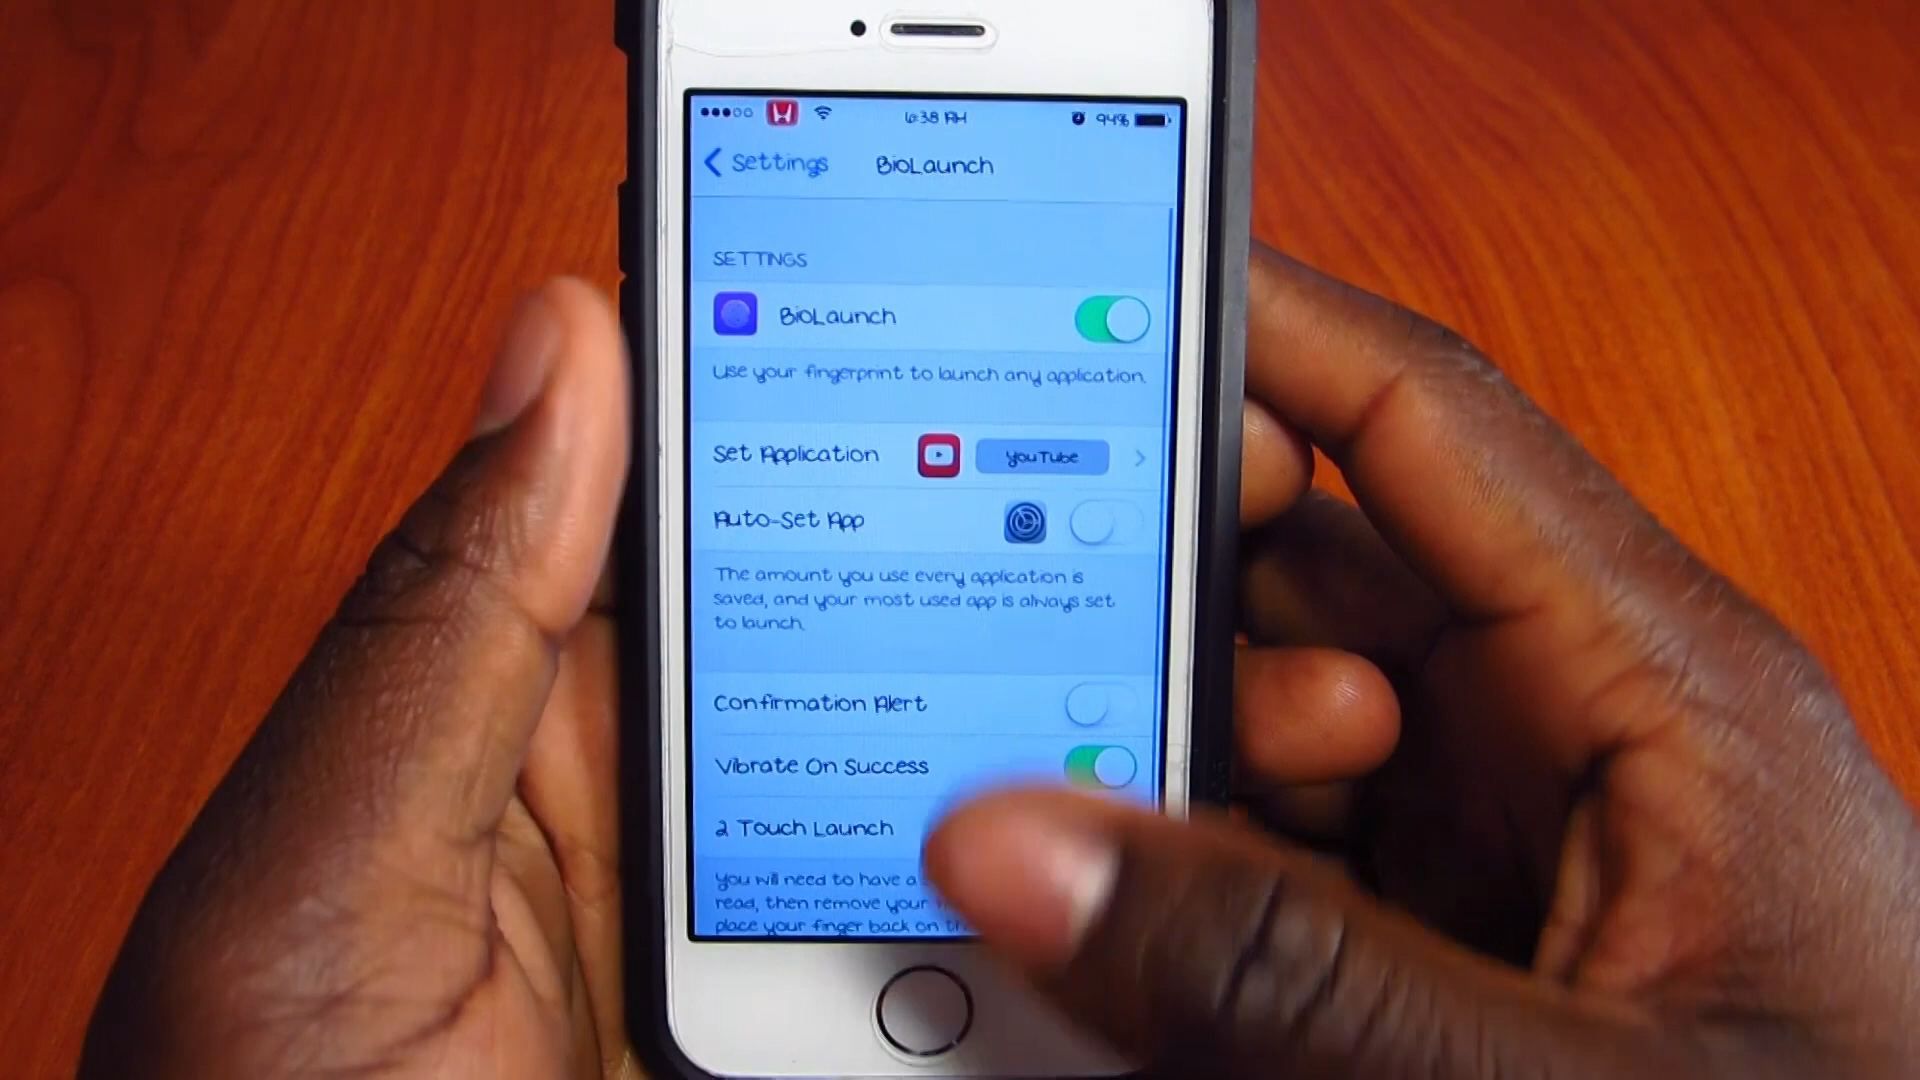 6:38 AM
94%
Settings
BioLaunch
SETTINGS
BioLaunch
Use your fingerprint to launch any application.
Set Application
YouTube
Auto-Set App
The amount you use every application is
saved, and your most used app is always set
to launch.
Confirmation Alert
Vibrate On Success
2 Touch Launch
You will need to have a
read, then remove your
place your finger back on